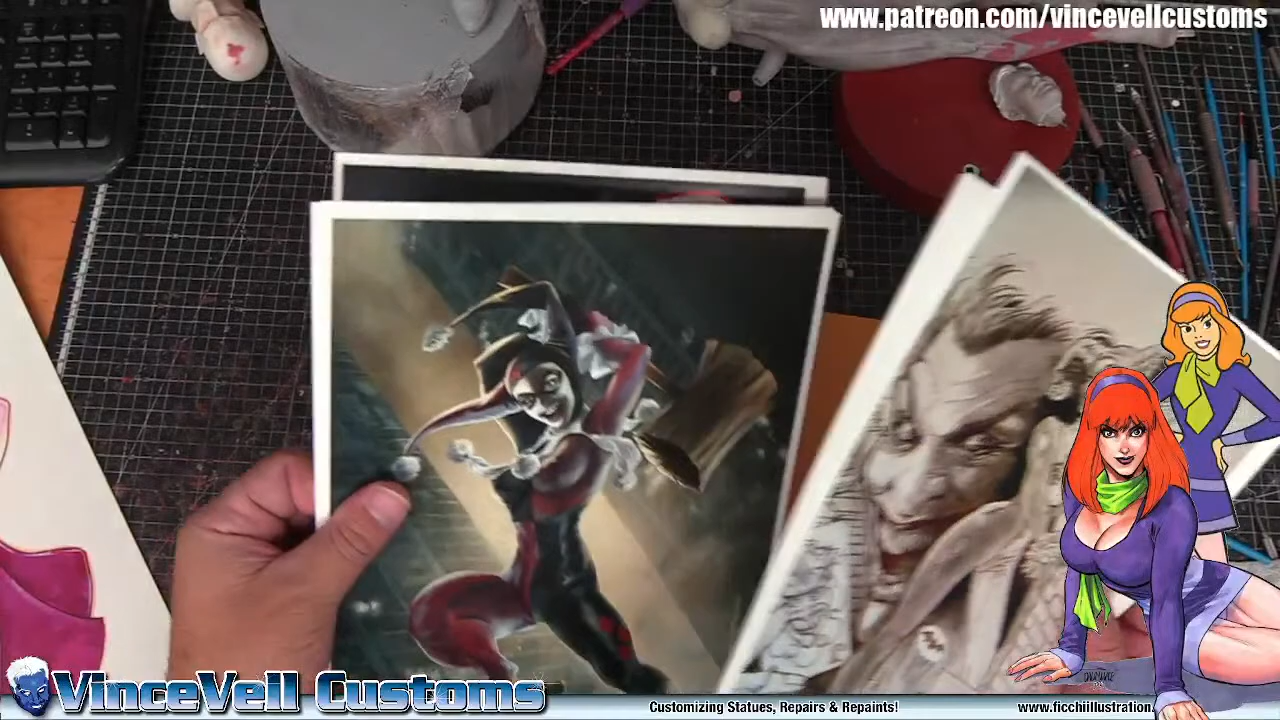 www.patreon.com/vincevellcustoms
VinceVell Customs
Customizing Statues, Repairs & Repaints!
www.ficchiillustration.